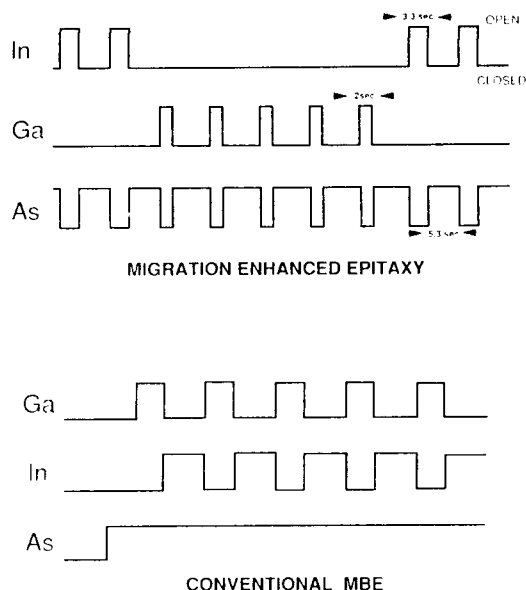 3.3 sec OPEN
In
CLOSED
2sec
Ga
As
5.3 sec
MIGRATION ENHANCED EPITAXY
Ga
In
As
CONVENTIONAL MBE